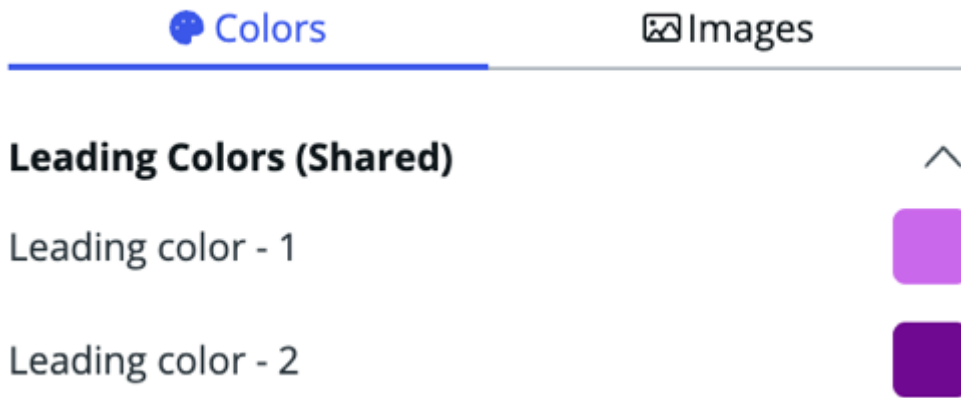 Colors Images
Leading Colors (Shared)
Leading color - 1
Leading color - 2